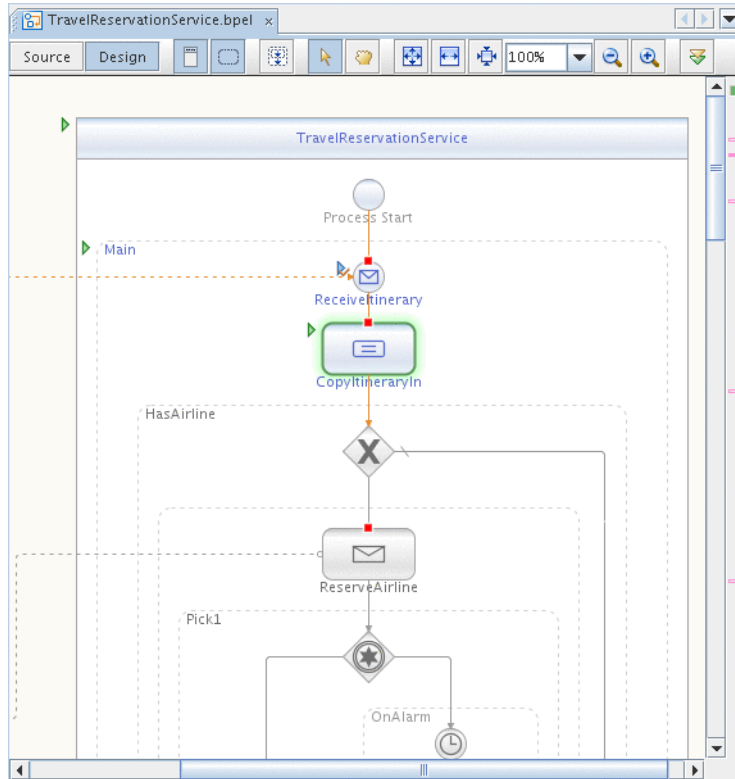 TravelReservationService.bpel
Source
Design
100%
TravelReservationService
Process Start
Main
ReceiveItinerary
CopyItineraryIn
HasAirline
X
ReserveAirline
Pick1
OnAlarm